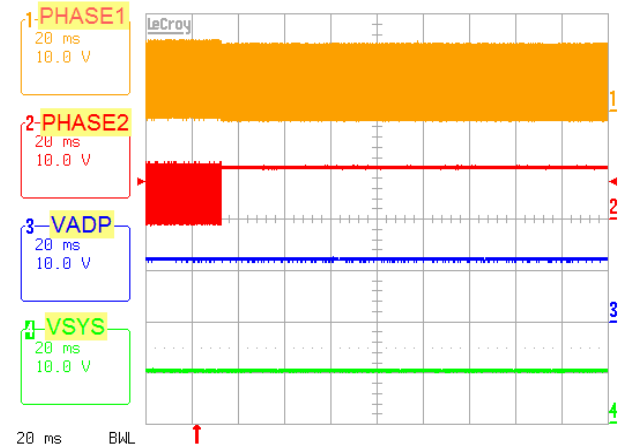 LeCroy
1 PHASE1
20 ms
10.0 V
1
2 PHASE2
20 ms
10.0 V
2
3 VADP
20 ms
10.0 V
3
4 VSYS
20 ms
10.0 V
4
20 ms BWL